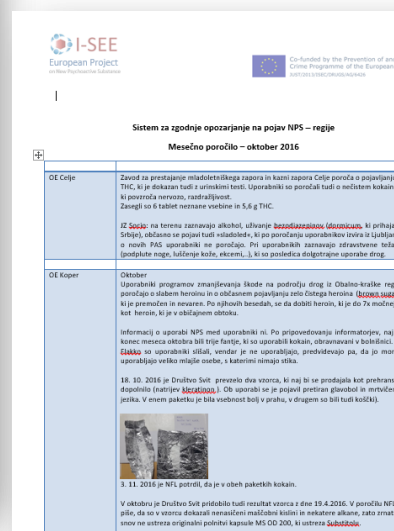 I-SEE
European Project
on New Psychoactive Substances
Co-funded by the Prevention of and
Crime Programme of the European
Sistem za zgodnje opozarjanje na pojav NPS – regije
Mesečno poročilo – oktober 2016
OE Celje
Zavod za prestajanje mladoletniškega zapora in kazni zapora Celje poroča o pojavljanj
THC, ki je dokazan tudi z urinskimi testi. Uporabniki so poročali tudi o nečistem kokain
ki povzroča nervozo, razdražljivost.
Zasegli so 6 tablet neznane vsebine in 5,6 g THC.
JZ Socio: na terenu zaznavajo alkohol, uživanje bezodiazepinov (dormicum, ki prihaja
Srbije), občasno se pojavi tudi »sladoled«, ki po poročanju uporabnikov izvira iz Ljubljan
o novih PAS uporabniki ne poročajo. Pri uporabnikih zaznavajo zdravstvene teža
(podplute noge, luščenje kože, ekcemi,..), ki so posledica dolgotrajne uporabe drog.
OE Koper
Oktober
Uporabniki programov zmanjševanja škode na področju drog iz Obalno-kraške reg
poročajo o slabem heroinu in o občasnem pojavljanju zelo čistega heroina (brown suga
ki je premočen in nevaren. Po njihovih besedah, se da dobiti heroin, ki je do 7x močne
kot heroin, ki je v običajnem obtoku.
Informacij o uporabi NPS med uporabniki ni. Po pripovedovanju informatorjev, naj
konec meseca oktobra bili trije fantje, ki so uporabili kokain, obravnavani v bolnišnici.
Flakko so uporabniki slišali, vendar je ne uporabljajo, predvidevajo pa, da jo mor
uporabljajo veliko mlajše osebe, s katerimi nimajo stika.
18. 10. 2016 je Društvo Svit prevzelo dva vzorca, ki naj bi se prodajala kot prehrans
dopolnilo (natrijev kleratinon.). Ob uporabi se je pojavil pretiran glavobol in mrtviče
jezika. V enem paketku je bila vsebnost bolj v prahu, v drugem so bili tudi koščki).
3. 11. 2016 je NFL potrdil, da je v obeh paketkih kokain.
V oktobru je Društvo Svit pridobilo tudi rezultat vzorca z dne 19.4.2016. V poročilu NFL
piše, da so v vzorcu dokazali nenasičeni maščobni kislini in nekatere alkane, zato zmat
snov ne ustreza originalni polnitvi kapsule MS OD 200, ki ustreza Substitola.